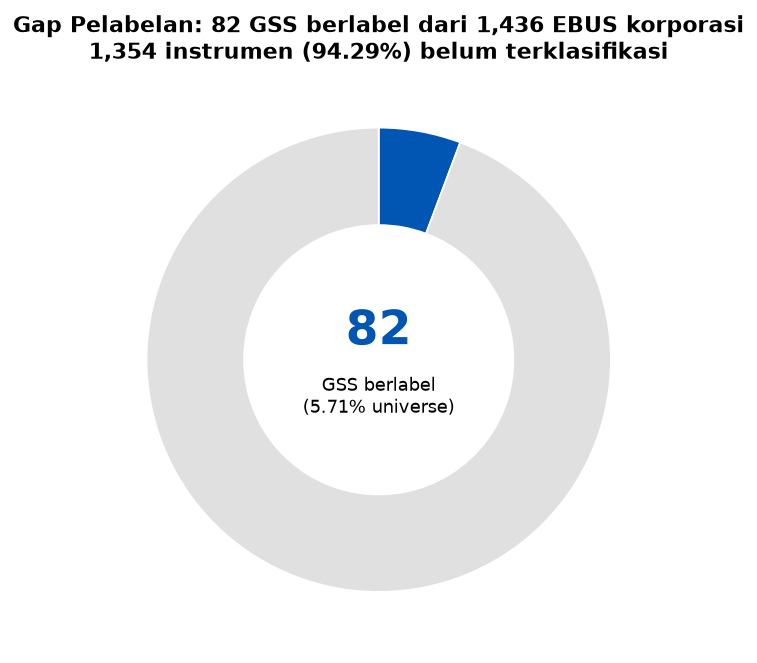 Gap Pelabelan: 82 GSS berlabel dari 1,436 EBUS korporasi
1,354 instrumen (94.29%) belum terklasifikasi
82
GSS berlabel
(5.71% universe)